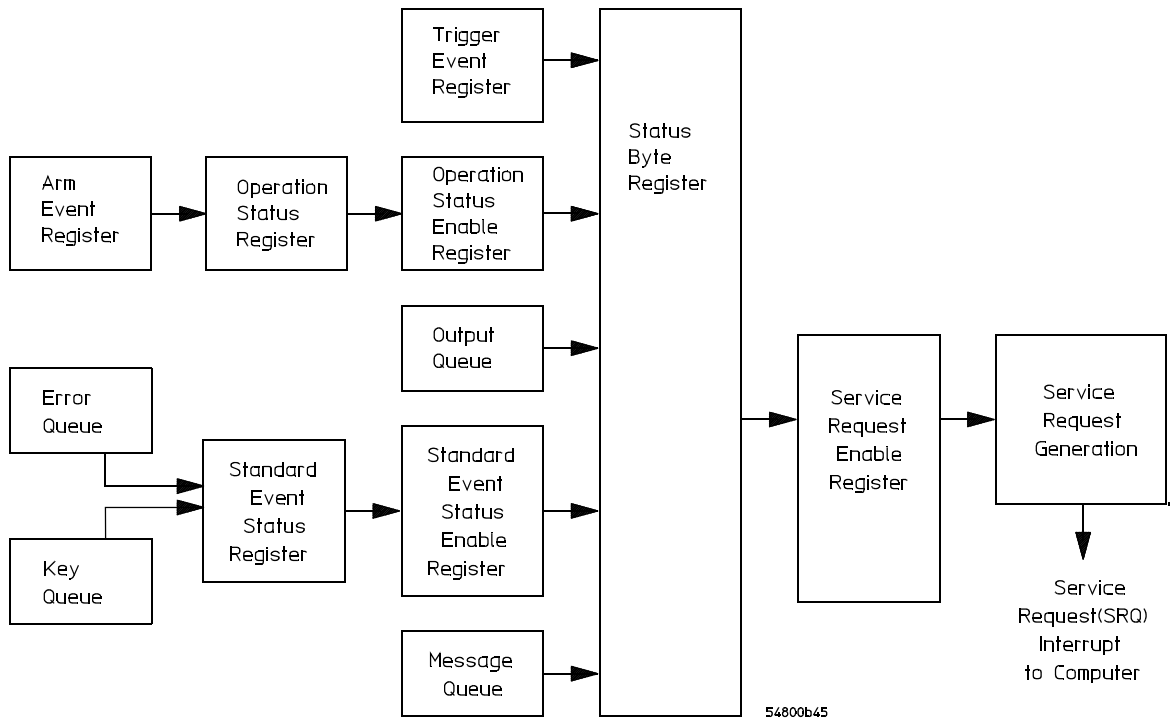 Trigger
Event
Register
Arm
Event
Register
Operation
Status
Register
Operation
Status
Enable
Register
Status
Byte
Register
Output
Queue
Error
Queue
Key
Queue
Standard
Event
Status
Register
Standard
Event
Status
Enable
Register
Message
Queue
Service
Request
Enable
Register
Service
Request
Generation
Service
Request(SRQ)
Interrupt
to Computer
54800b45